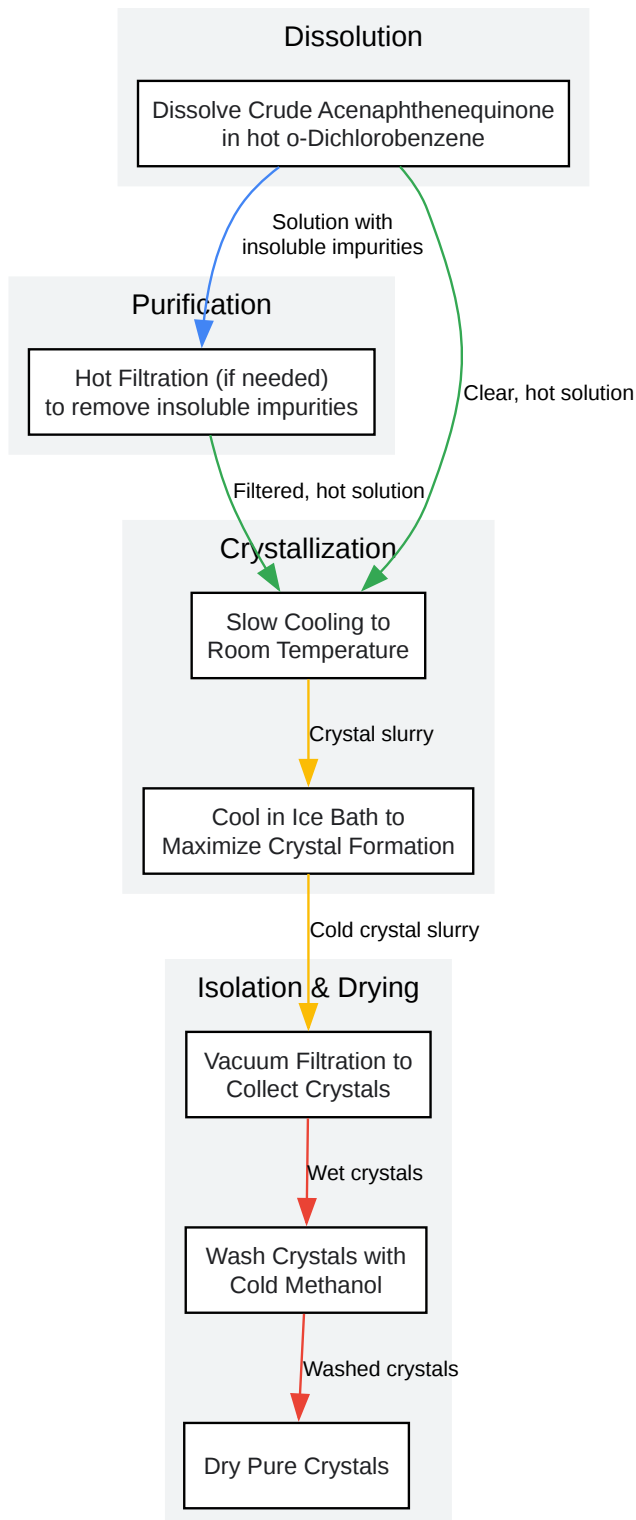 Dissolution
Dissolve Crude Acenaphthenequinone
in hot o-Dichlorobenzene
Solution with
insoluble impurities
Purification
Hot Filtration (if needed)
to remove insoluble impurities
Clear, hot solution
Filtered, hot solution
Crystallization
Slow Cooling to
Room Temperature
Crystal slurry
Cool in Ice Bath to
Maximize Crystal Formation
Cold crystal slurry
Isolation & Drying
Vacuum Filtration to
Collect Crystals
Wet crystals
Wash Crystals with
Cold Methanol
Washed crystals
Dry Pure Crystals